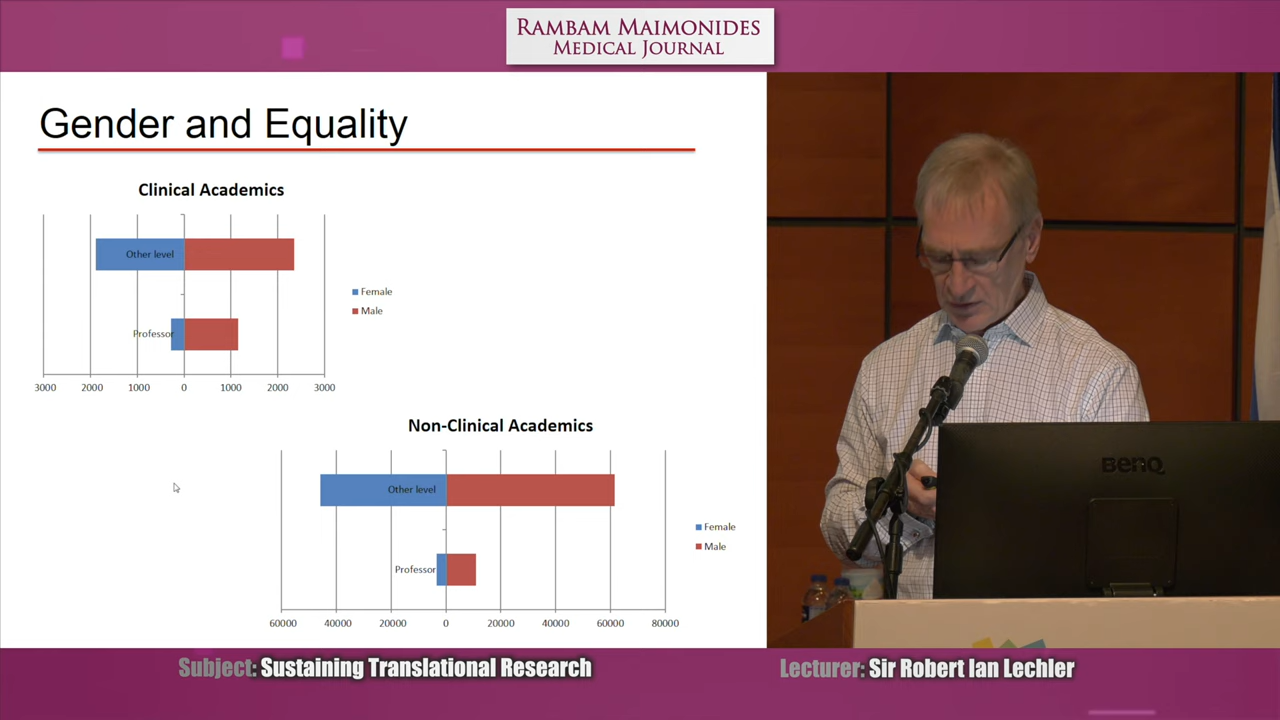 RAMBAM MAIMONIDES
MEDICAL JOURNAL
Gender and Equality
Clinical Academics
Other level
Professor
Female
Male
3000 2000 1000 0 1000 2000 3000
Non-Clinical Academics
Other level
Professor
Female
Male
60000 40000 20000 0 20000 40000 60000 80000
BenQ
Subject: Sustaining Translational Research
Lecturer: Sir Robert Ian Lechler